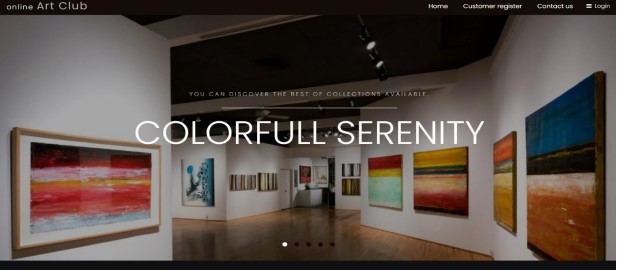 online Art Club
Home Customer register Contact us Login
YOU CAN DISCOVER THE BEST OF COLLECTIONS AVAILABLE.
COLORFULL SERENITY